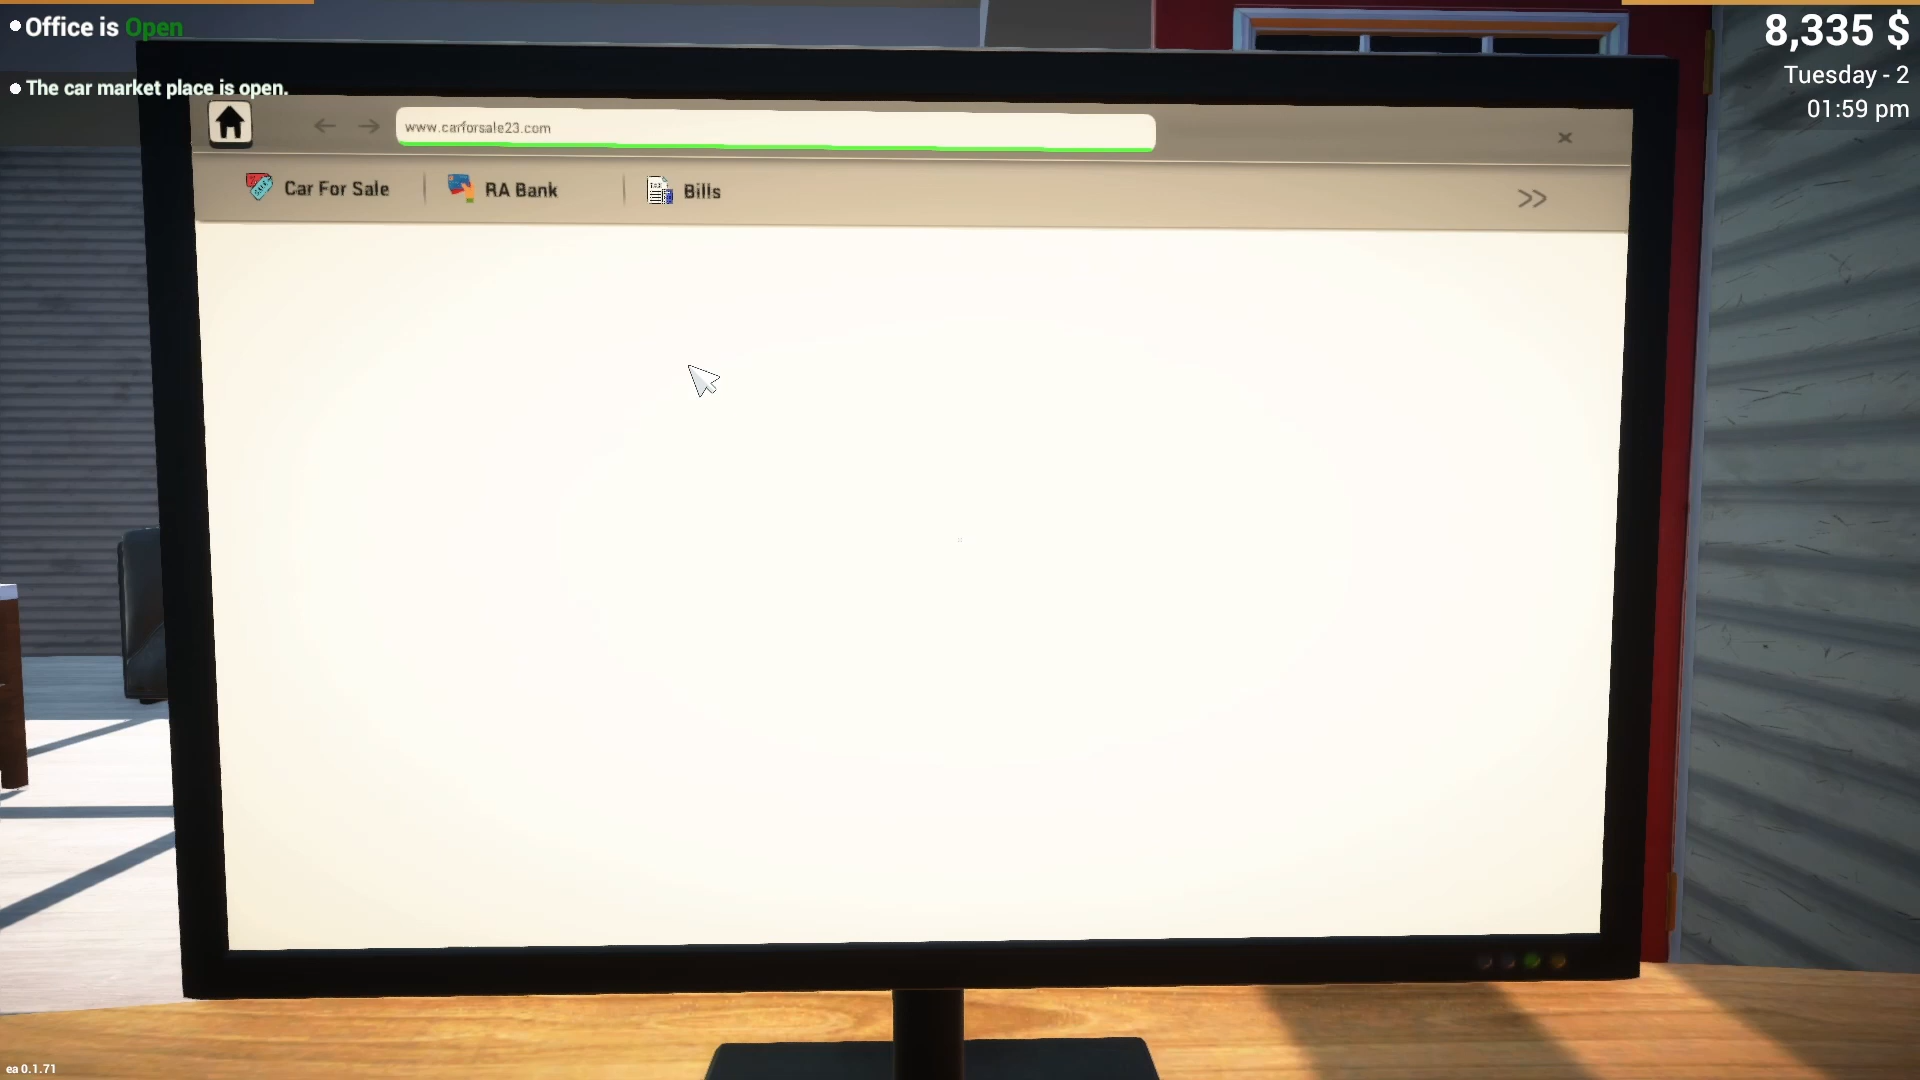 Office is Open
8,335 $
Tuesday - 2
The car market place is open.
01:59 pm
www.carforsale23.com
Car For Sale
RA Bank
Bills
ea 0.1.71